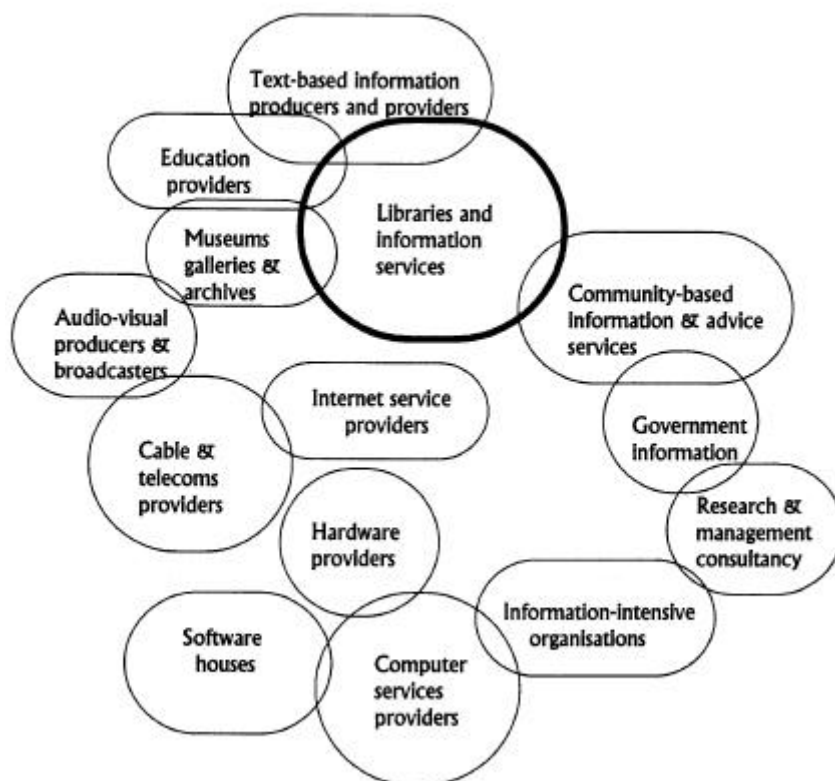 Text-based information
producers and providers
Education
providers
Libraries and
information
services
Museums
galleries &
archives
Community-based
information & advice
services
Audio-visual
producers &
broadcasters
Internet service
providers
Government
information
Cable &
telecoms
providers
Research &
management
consultancy
Hardware
providers
Information-intensive
organisations
Software
houses
Computer
services
providers